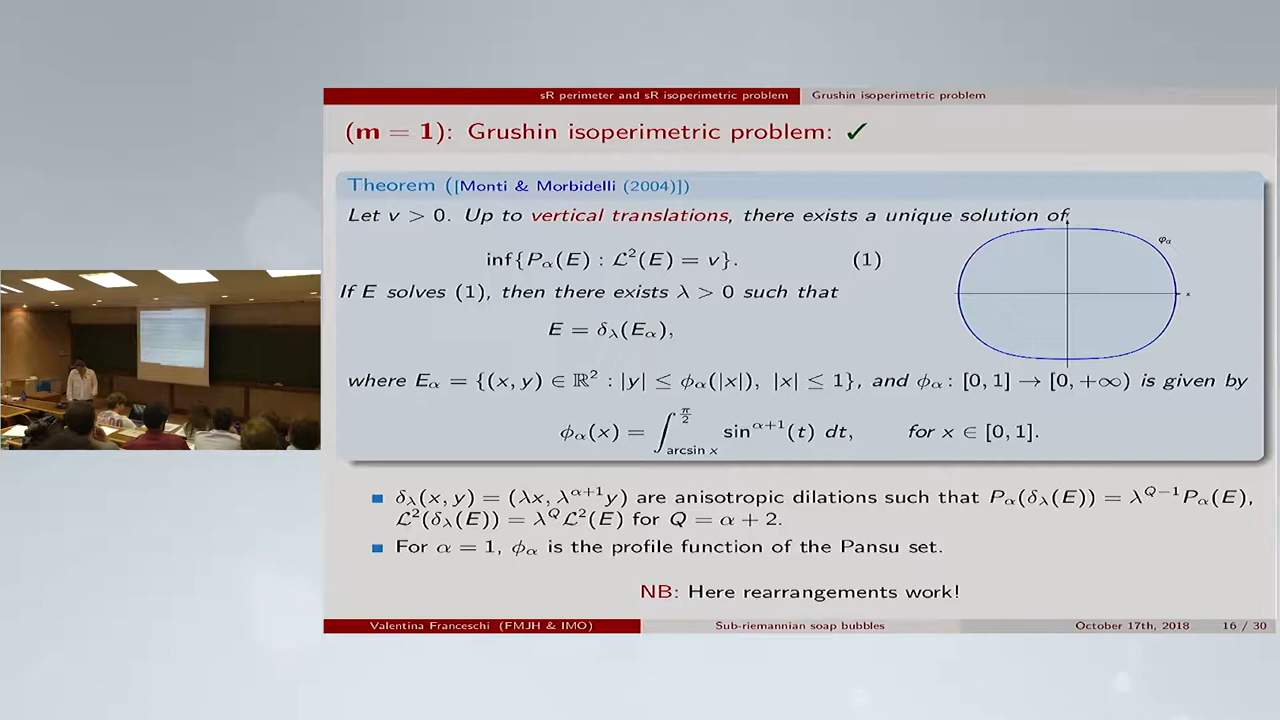 sR perimeter and sR isoperimetric problem Grushin isoperimetric problem
(m = 1): Grushin isoperimetric problem: ✓
Theorem ([Monti & Morbidelli (2004)])
Let v > 0. Up to vertical translations, there exists a unique solution of
inf{P_α(E) : ℒ²(E) = v}. (1)
φ_α
x
If E solves (1), then there exists λ > 0 such that
E = δ_λ(E_α),
where E_α = {(x, y) ∈ ℝ² : |y| ≤ ϕ_α(|x|), |x| ≤ 1}, and ϕ_α : [0, 1] → [0, +∞) is given by
ϕ_α(x) = ∫_{arcsin x}^{π/2} sin^{α+1}(t) dt, for x ∈ [0, 1].
δ_λ(x, y) = (λx, λ^{α+1}y) are anisotropic dilations such that P_α(δ_λ(E)) = λ^{Q−1}P_α(E),
ℒ²(δ_λ(E)) = λ^Qℒ²(E) for Q = α + 2.
For α = 1, ϕ_α is the profile function of the Pansu set.
NB: Here rearrangements work!
Valentina Franceschi (FMJH & IMO) Sub-riemannian soap bubbles October 17th, 2018 16 / 30